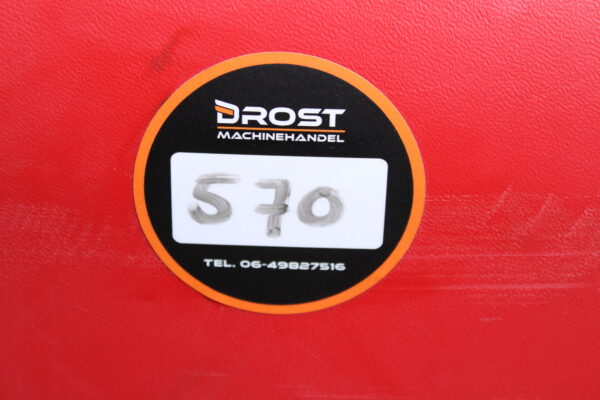 DROST
MACHINEHANDEL
570
TEL. 06-49827516